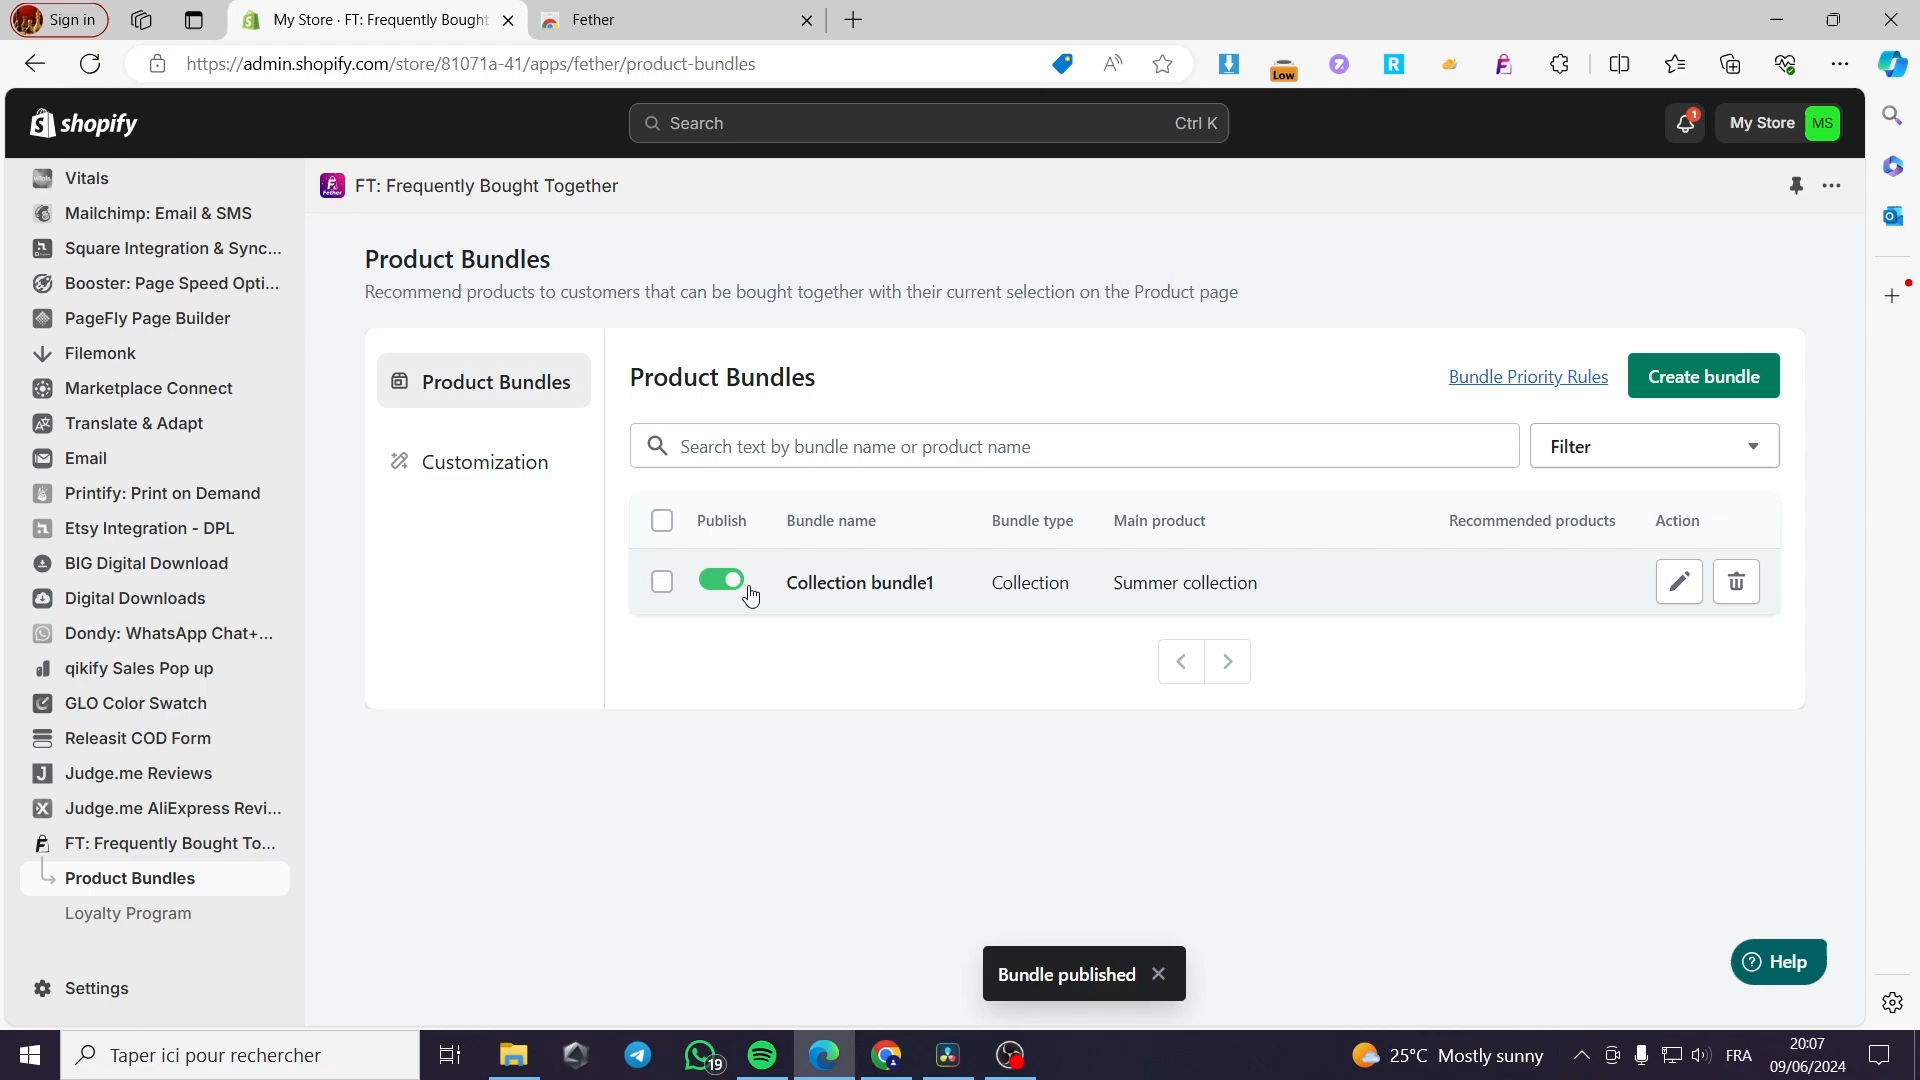 Sign in
My Store · FT: Frequently Bought
Fether
https://admin.shopify.com/store/81071a-41/apps/fether/product-bundles
Low
shopify
Search
Ctrl K
1
My Store
MS
Vitals
Mailchimp: Email & SMS
Square Integration & Sync...
Booster: Page Speed Opti...
PageFly Page Builder
Filemonk
Marketplace Connect
Translate & Adapt
Email
Printify: Print on Demand
Etsy Integration - DPL
BIG Digital Download
Digital Downloads
Dondy: WhatsApp Chat+...
qikify Sales Pop up
GLO Color Swatch
Releasit COD Form
Judge.me Reviews
Judge.me AliExpress Revi...
FT: Frequently Bought To...
Product Bundles
Loyalty Program
Settings
FT: Frequently Bought Together
Product Bundles
Recommend products to customers that can be bought together with their current selection on the Product page
Product Bundles
Customization
Product Bundles
Bundle Priority Rules
Create bundle
Search text by bundle name or product name
Filter
Publish Bundle name Bundle type Main product Recommended products Action
Collection bundle1 Collection Summer collection
Bundle published
Help
Taper ici pour rechercher
19
25°C Mostly sunny
FRA
20:07
09/06/2024